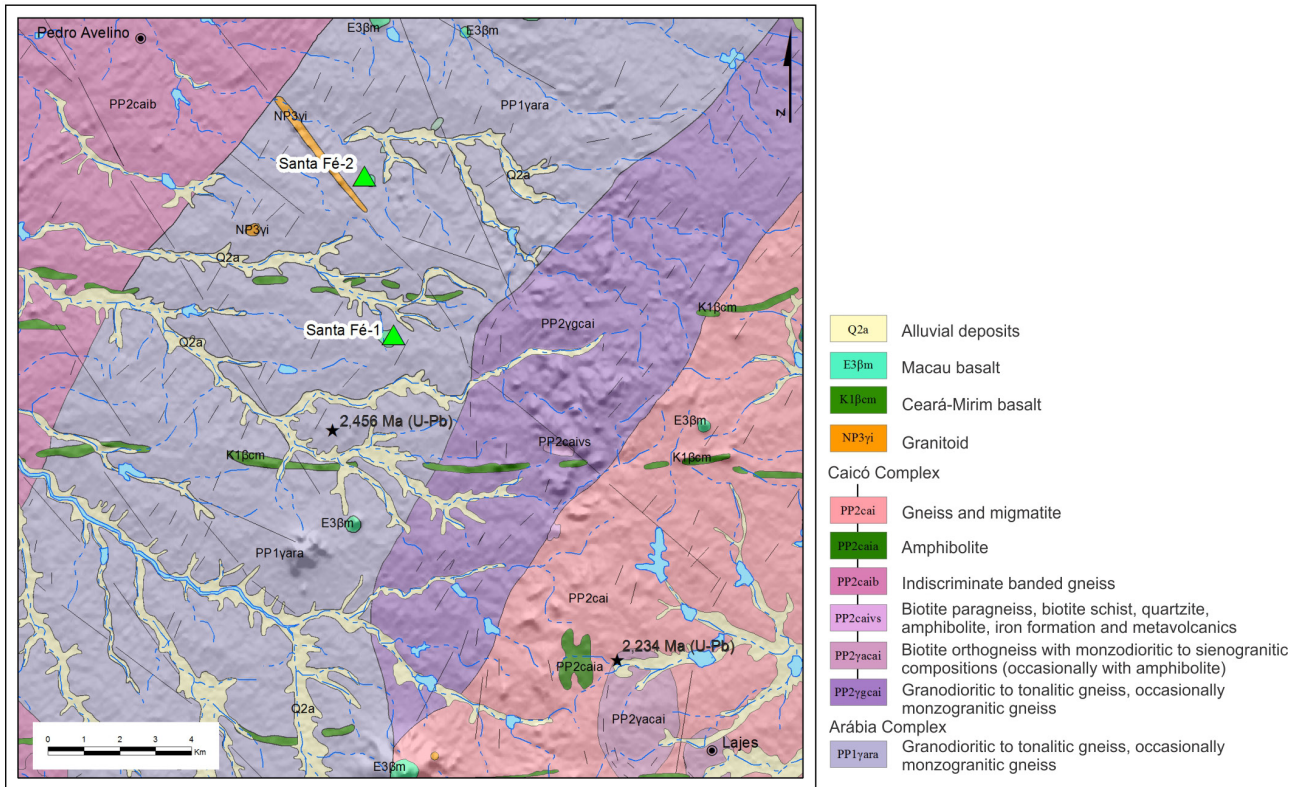 E3βm
E3βm
Pedro Avelino
PP2caib
PP1γara
N
NP3γi
Santa Fé-2
Q2a
NP3γi
Q2a
K1βcm
Santa Fé-1
PP2γgcai
Q2a
E3βm
2,456 Ma (U-Pb)
PP2caivs
K1βcm
K1βcm
E3βm
PP1γara
PP2cai
2,234 Ma (U-Pb)
PP2caia
Q2a
PP2γacai
Lajes
E3βm
0 1 2 3 4
Km
Q2a Alluvial deposits
E3βm Macau basalt
K1βcm Ceará-Mirim basalt
NP3γi Granitoid
Caicó Complex
PP2cai Gneiss and migmatite
PP2caia Amphibolite
PP2caib Indiscriminate banded gneiss
PP2caivs Biotite paragneiss, biotite schist, quartzite,
amphibolite, iron formation and metavolcanics
PP2γacai Biotite orthogneiss with monzodioritic to sienogranitic
compositions (occasionally with amphibolite)
PP2γgcai Granodioritic to tonalitic gneiss, occasionally
monzogranitic gneiss
Arábia Complex
PP1γara Granodioritic to tonalitic gneiss, occasionally
monzogranitic gneiss